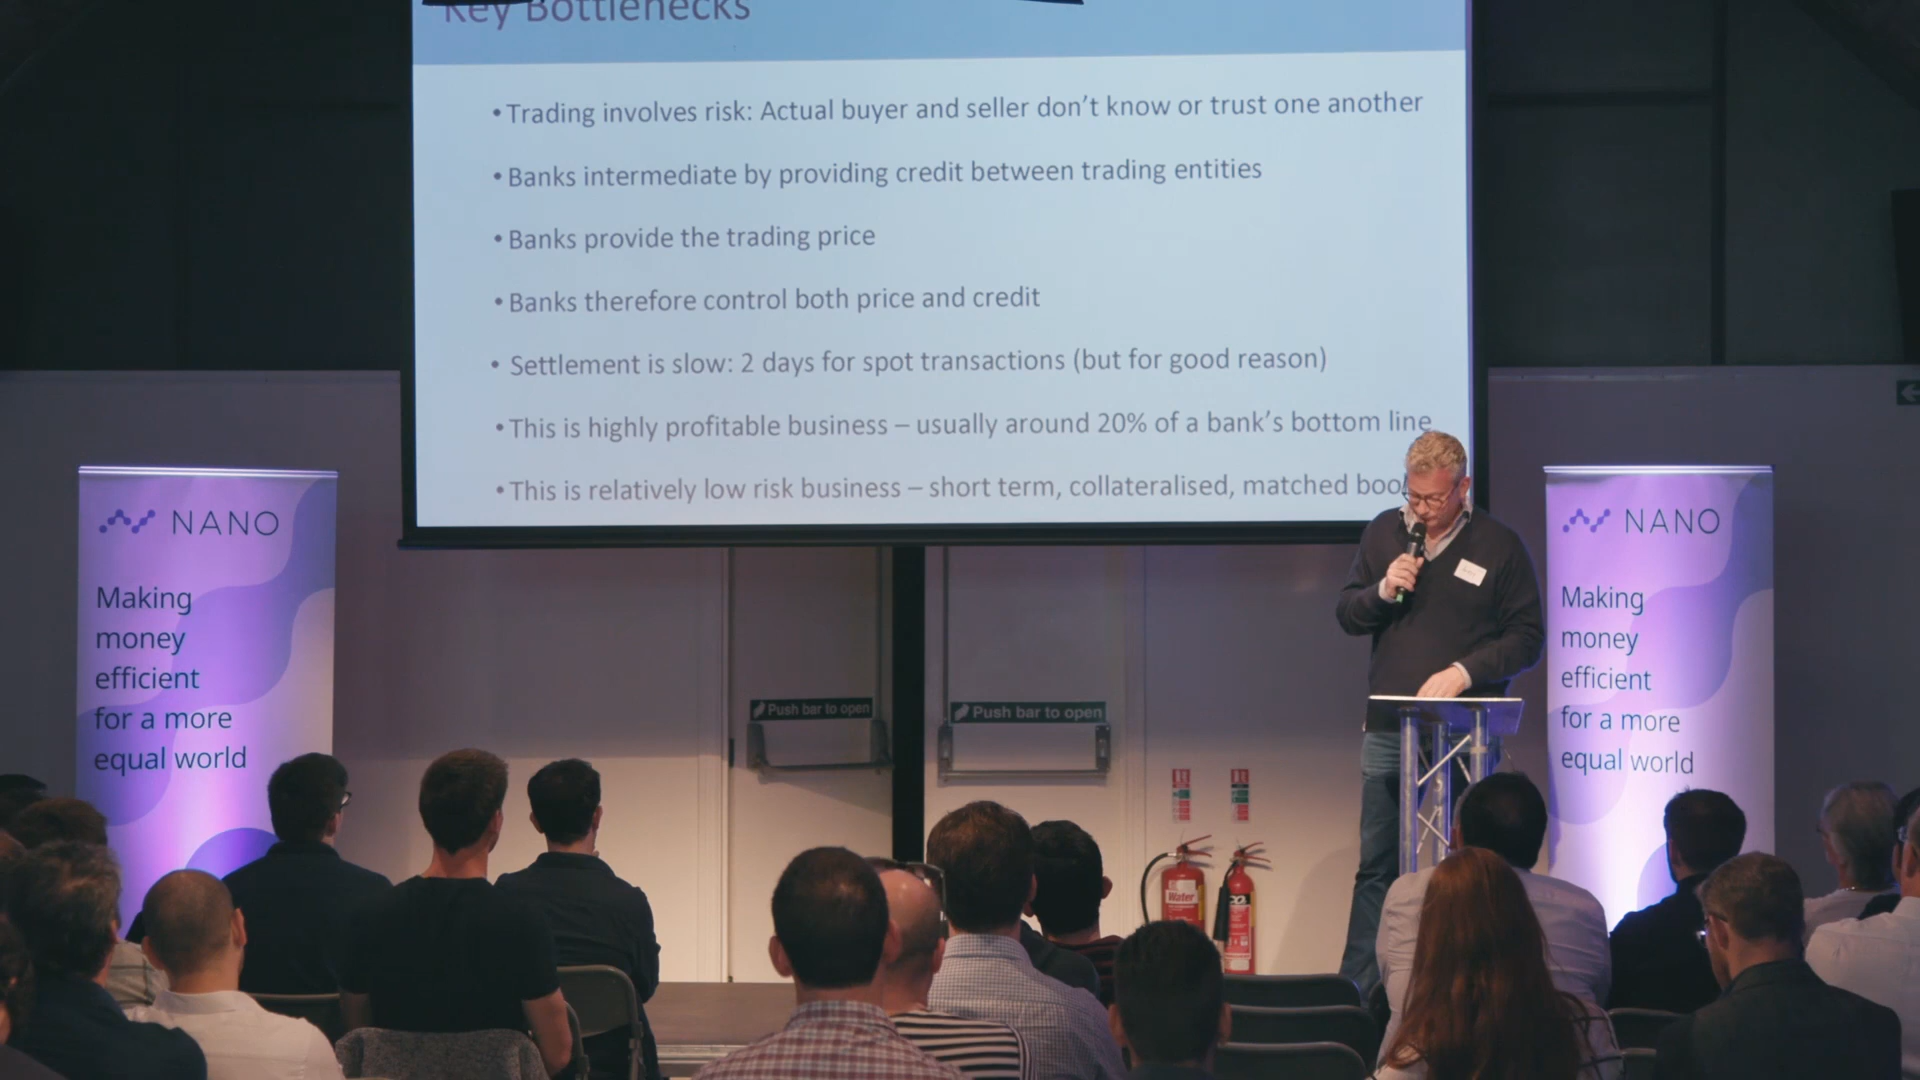 Key Bottlenecks
• Trading involves risk: Actual buyer and seller don’t know or trust one another
• Banks intermediate by providing credit between trading entities
• Banks provide the trading price
• Banks therefore control both price and credit
• Settlement is slow: 2 days for spot transactions (but for good reason)
• This is highly profitable business – usually around 20% of a bank’s bottom line
• This is relatively low risk business – short term, collateralised, matched
NANO
Making
money
efficient
for a more
equal world
NANO
Making
money
efficient
for a more
equal world
Push bar to open
Push bar to open
Water